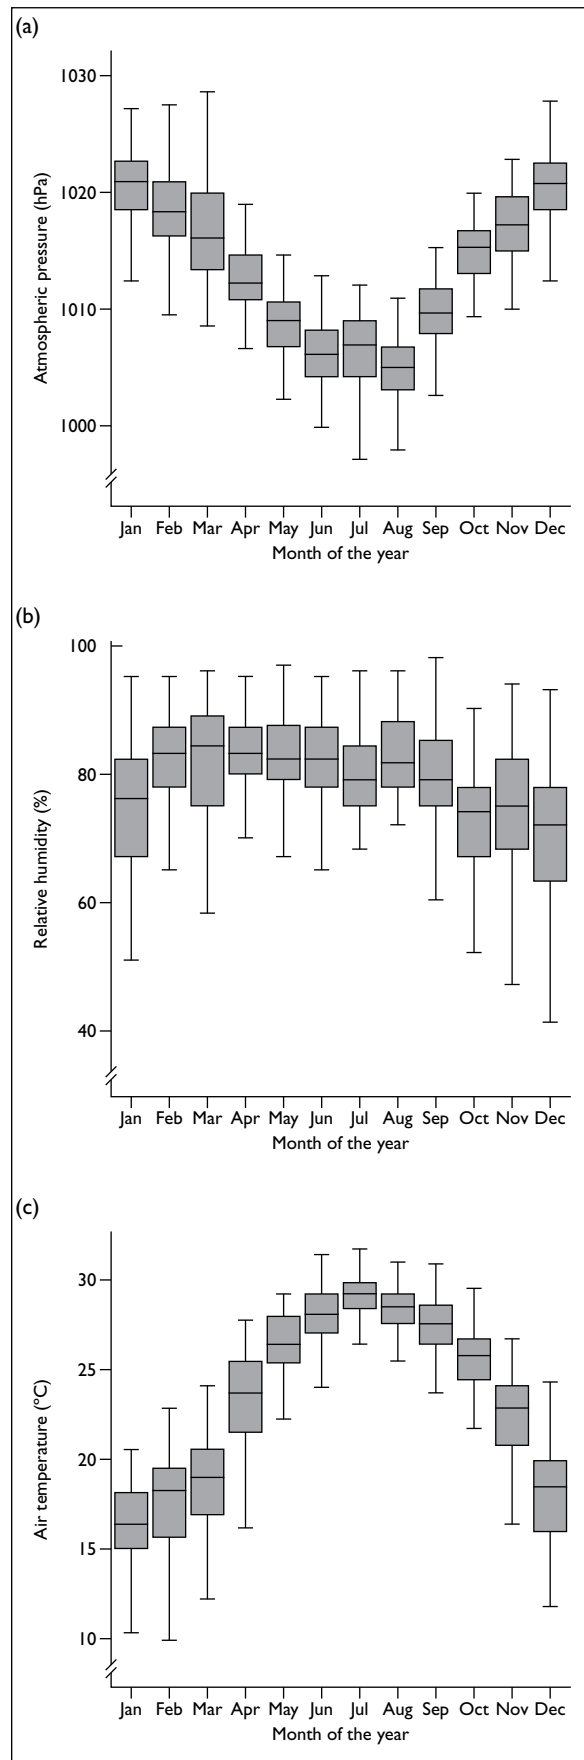 (a)
Atmospheric pressure (hPa)
1030
1020
1010
1000
Jan Feb Mar Apr May Jun Jul Aug Sep Oct Nov Dec
Month of the year
(b)
Relative humidity (%)
100
80
60
40
Jan Feb Mar Apr May Jun Jul Aug Sep Oct Nov Dec
Month of the year
(c)
Air temperature (°C)
30
25
20
15
10
Jan Feb Mar Apr May Jun Jul Aug Sep Oct Nov Dec
Month of the year